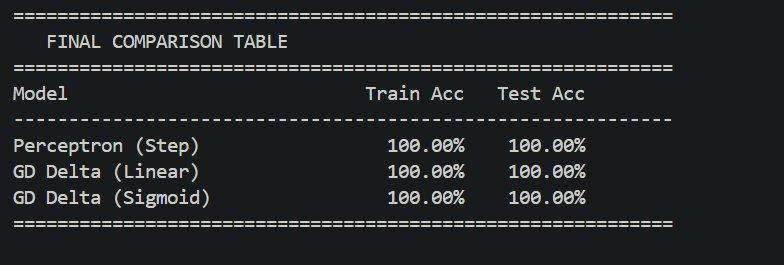 ============================================================
   FINAL COMPARISON TABLE
============================================================
Model                           Train Acc   Test Acc
------------------------------------------------------------
Perceptron (Step)                 100.00%    100.00%
GD Delta (Linear)                 100.00%    100.00%
GD Delta (Sigmoid)                100.00%    100.00%
============================================================